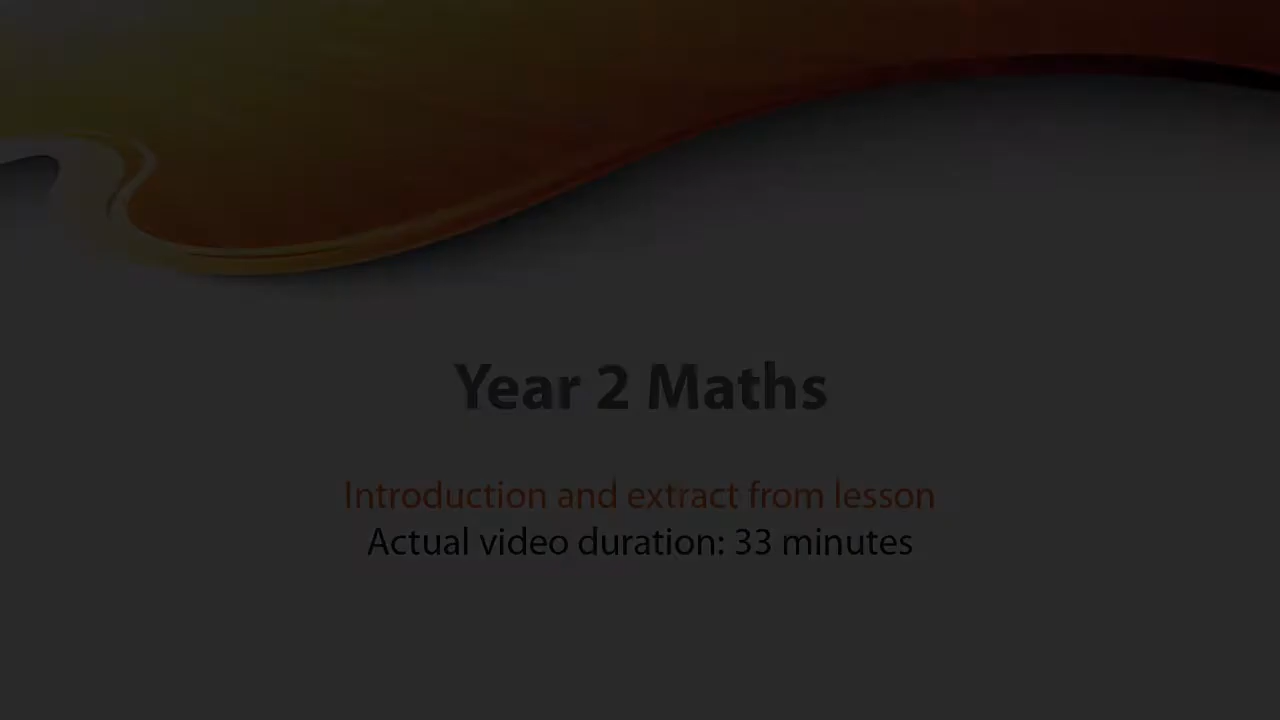 Year 2 Maths
Introduction and extract from lesson
Actual video duration: 33 minutes